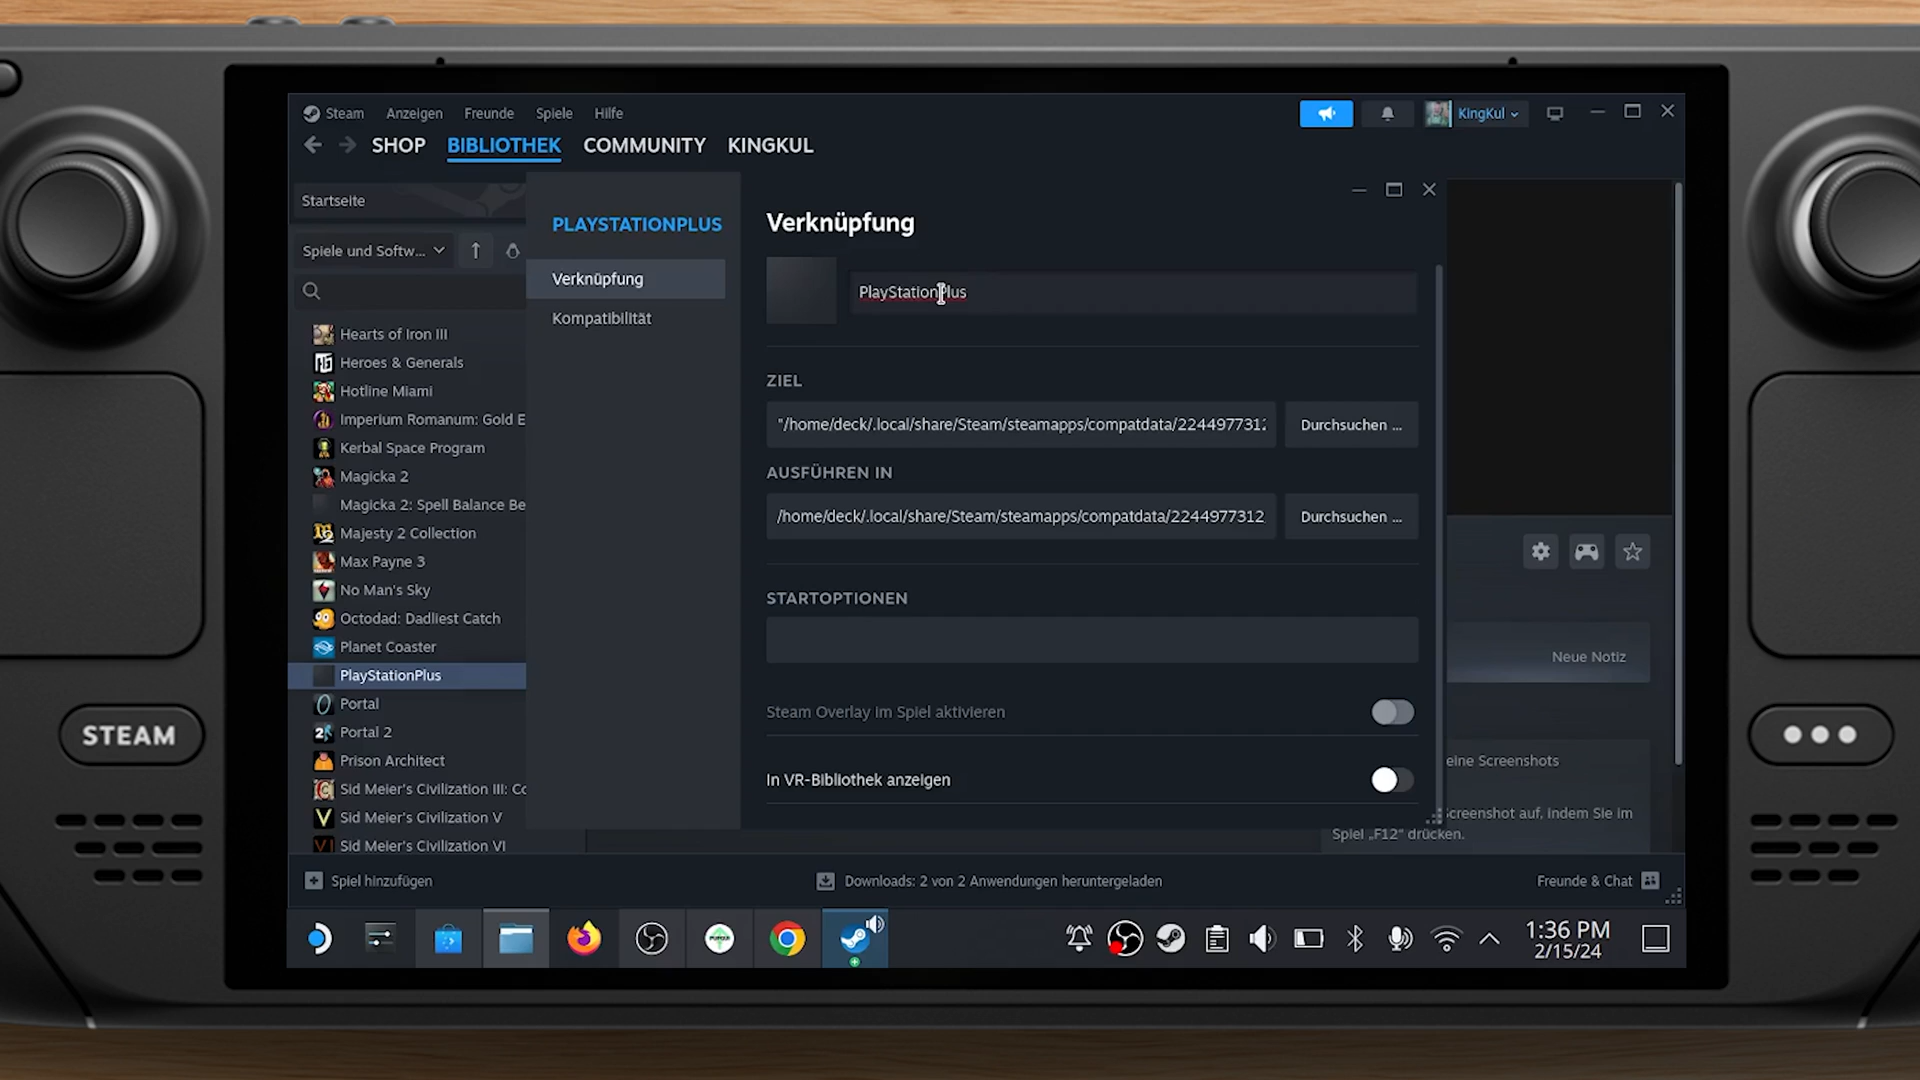 Steam Anzeigen Freunde Spiele Hilfe
KingKul
SHOP BIBLIOTHEK COMMUNITY KINGKUL
Startseite
Spiele und Softw...
Hearts of Iron III
Heroes & Generals
Hotline Miami
Imperium Romanum: Gold E
Kerbal Space Program
Magicka 2
Magicka 2: Spell Balance Be
Majesty 2 Collection
Max Payne 3
No Man's Sky
Octodad: Dadliest Catch
Planet Coaster
PlayStationPlus
Portal
Portal 2
Prison Architect
Sid Meier's Civilization III: Co
Sid Meier's Civilization V
Sid Meier's Civilization VI
PLAYSTATIONPLUS
Verknüpfung
Kompatibilität
Verknüpfung
PlayStationPlus
ZIEL
"/home/deck/.local/share/Steam/steamapps/compatdata/224497731
Durchsuchen ...
AUSFÜHREN IN
/home/deck/.local/share/Steam/steamapps/compatdata/2244977312
Durchsuchen ...
STARTOPTIONEN
Steam Overlay im Spiel aktivieren
In VR-Bibliothek anzeigen
Neue Notiz
eine Screenshots
creenshot auf, indem Sie im
Spiel „F12“ drücken.
Spiel hinzufügen
Downloads: 2 von 2 Anwendungen heruntergeladen
Freunde & Chat
1:36 PM
2/15/24
STEAM